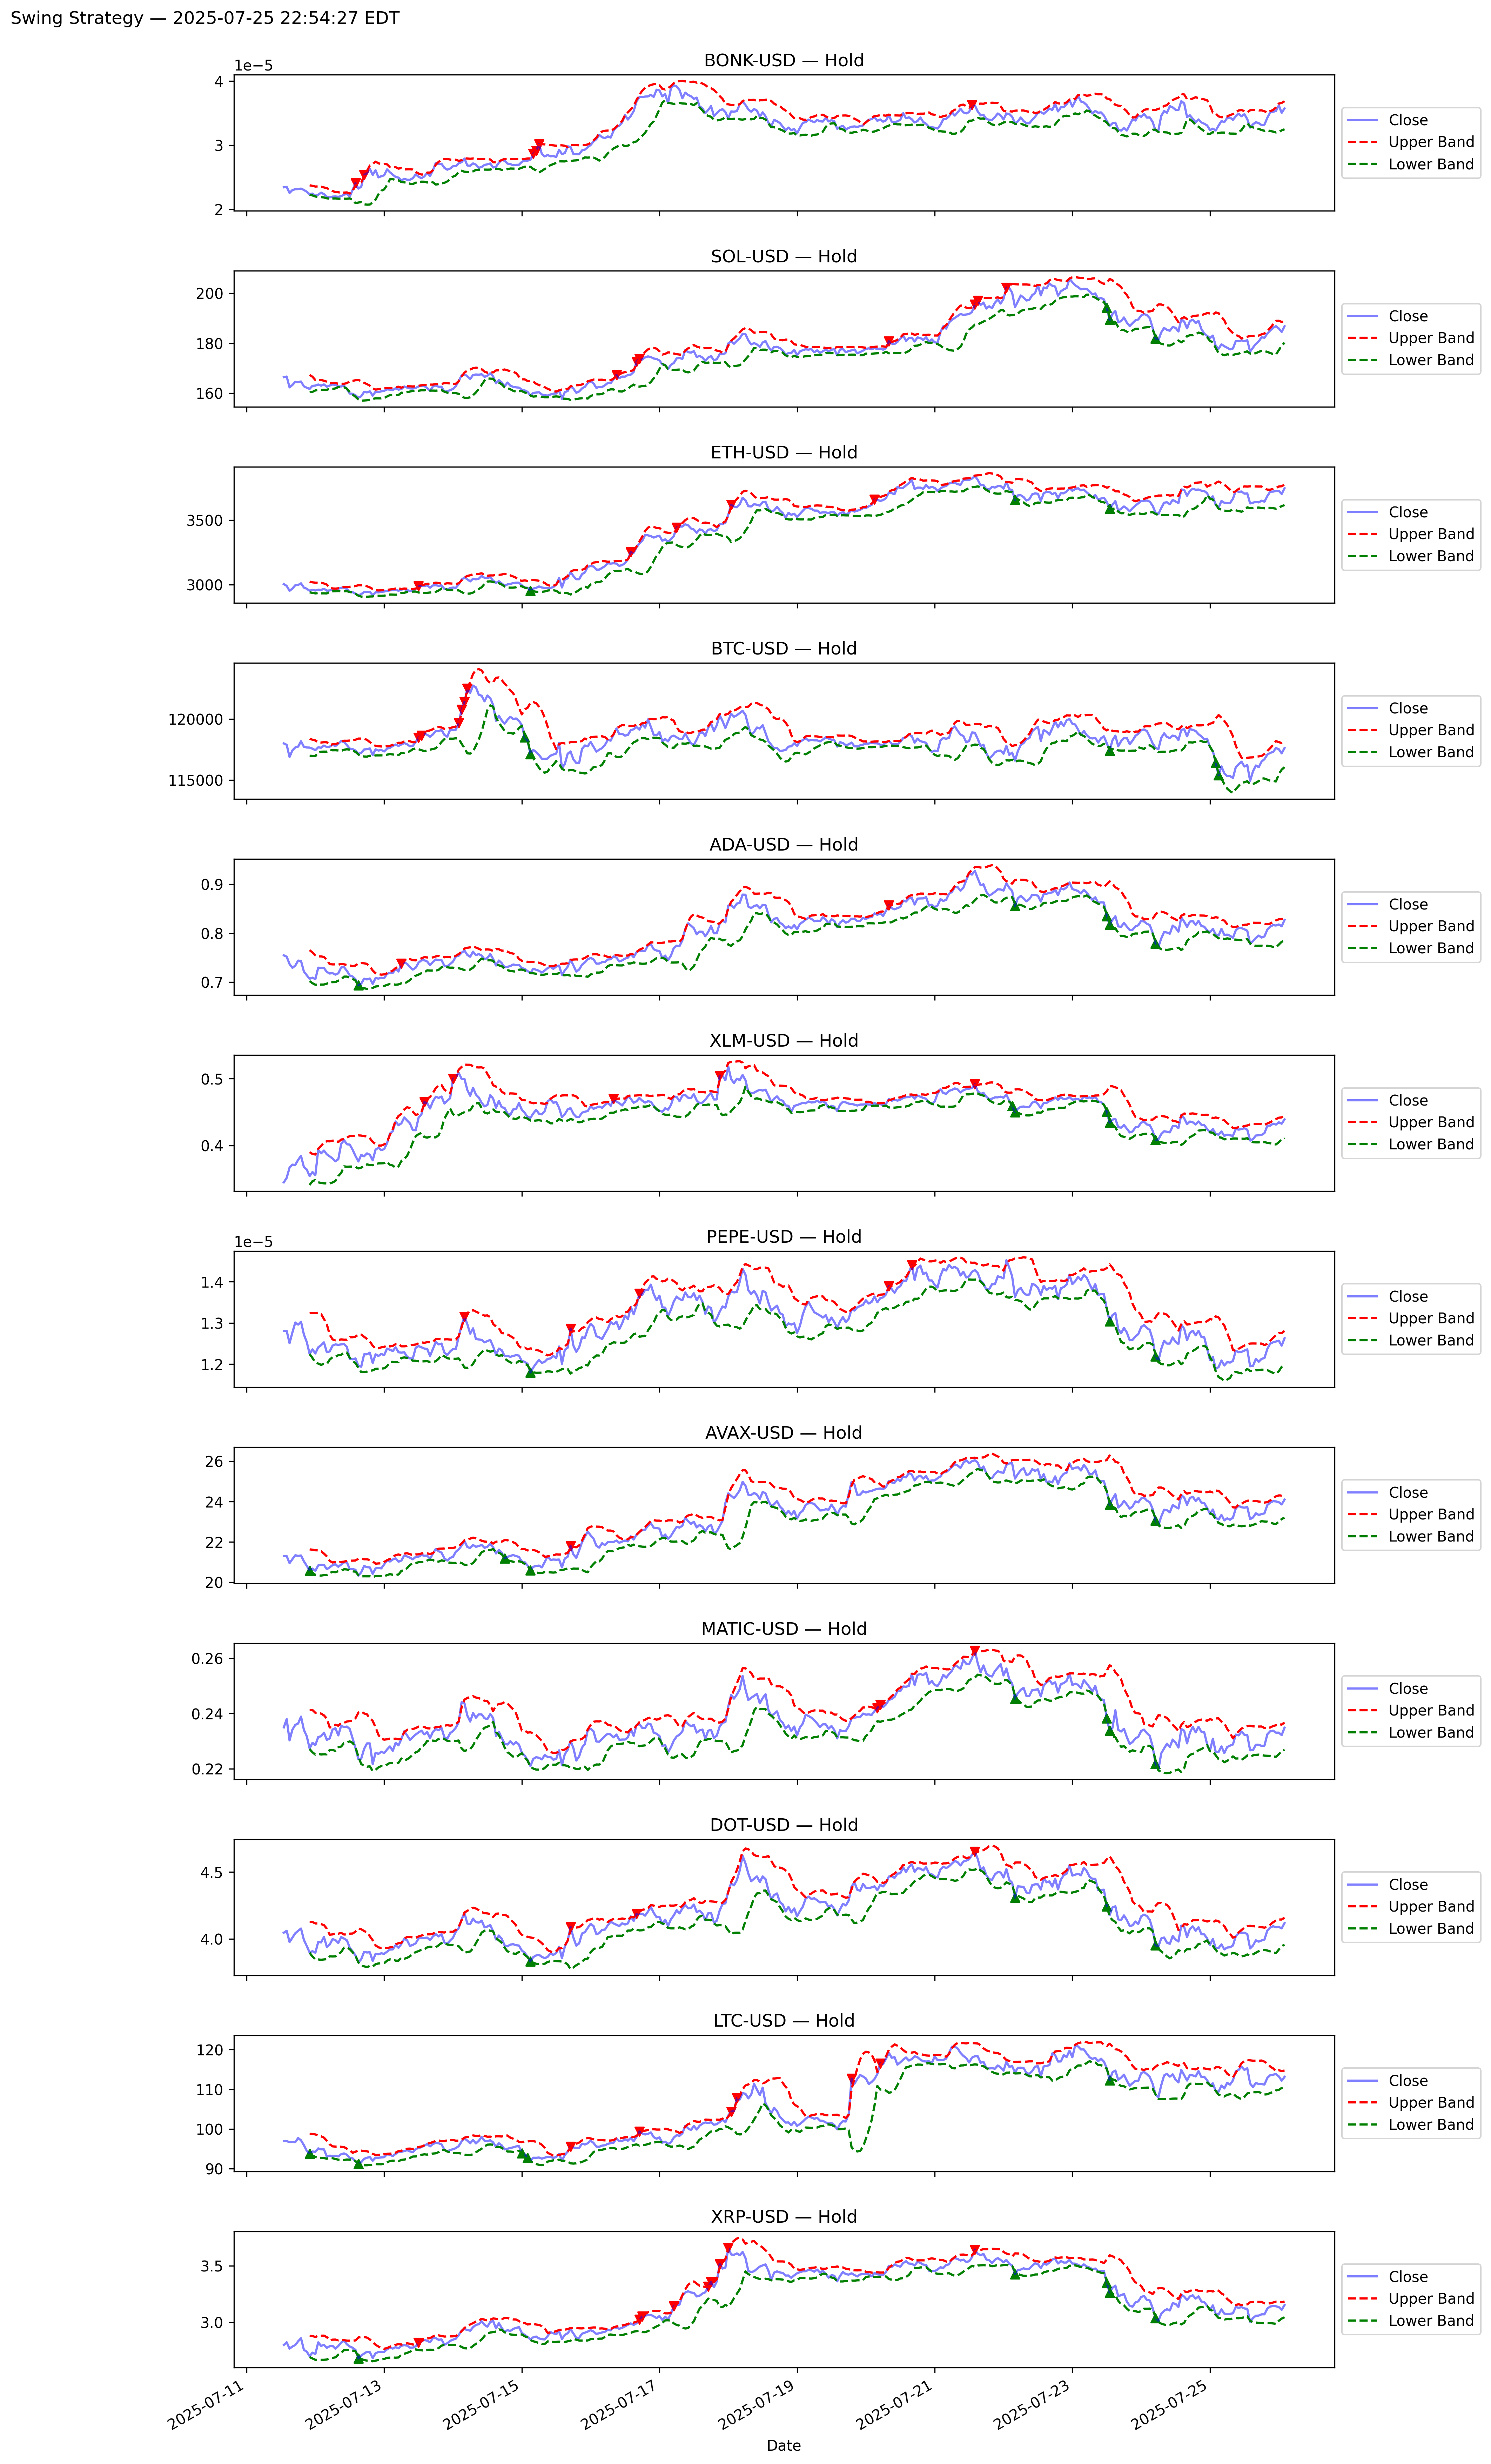 Swing Strategy — 2025-07-25 22:54:27 EDT
BONK-USD — Hold
1e−5
4
3
2
Close
Upper Band
Lower Band
SOL-USD — Hold
200
180
160
Close
Upper Band
Lower Band
ETH-USD — Hold
3500
3000
Close
Upper Band
Lower Band
BTC-USD — Hold
120000
115000
Close
Upper Band
Lower Band
ADA-USD — Hold
0.9
0.8
0.7
Close
Upper Band
Lower Band
XLM-USD — Hold
0.5
0.4
Close
Upper Band
Lower Band
PEPE-USD — Hold
1e−5
1.4
1.3
1.2
Close
Upper Band
Lower Band
AVAX-USD — Hold
26
24
22
20
Close
Upper Band
Lower Band
MATIC-USD — Hold
0.26
0.24
0.22
Close
Upper Band
Lower Band
DOT-USD — Hold
4.5
4.0
Close
Upper Band
Lower Band
LTC-USD — Hold
120
110
100
90
Close
Upper Band
Lower Band
XRP-USD — Hold
3.5
3.0
Close
Upper Band
Lower Band
2025-07-11
2025-07-13
2025-07-15
2025-07-17
2025-07-19
2025-07-21
2025-07-23
2025-07-25
Date